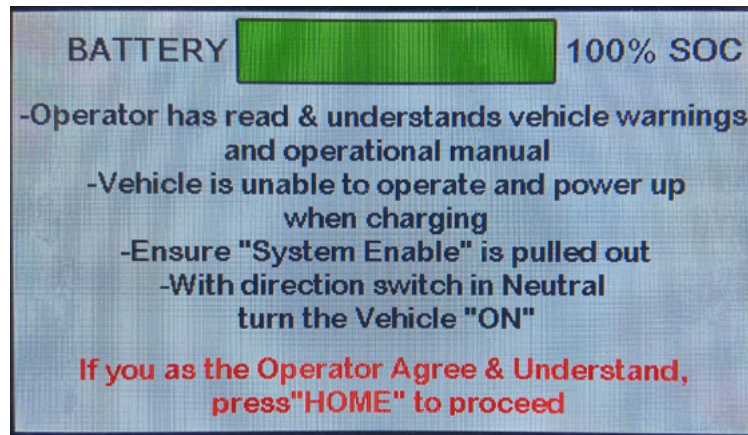 BATTERY 100% SOC
-Operator has read & understands vehicle warnings
and operational manual
-Vehicle is unable to operate and power up
when charging
-Ensure "System Enable" is pulled out
-With direction switch in Neutral
turn the Vehicle "ON"
If you as the Operator Agree & Understand,
press"HOME" to proceed